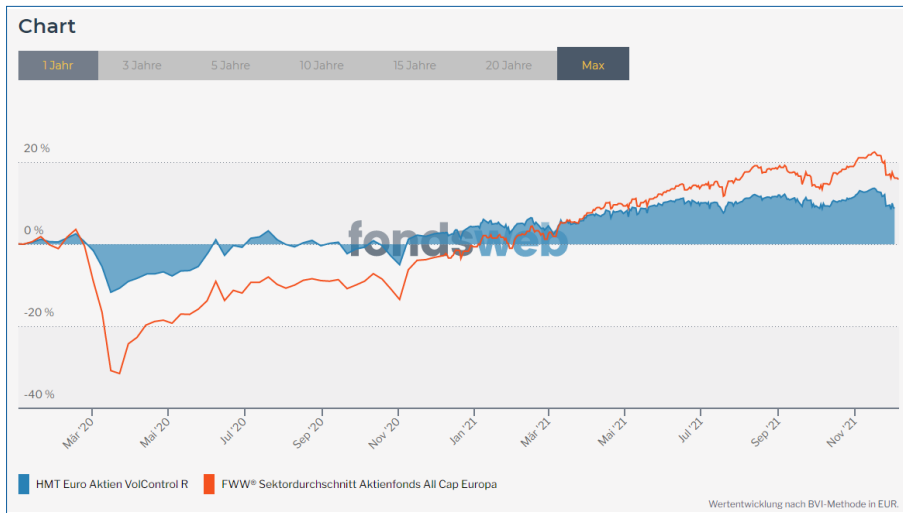 Chart
1 Jahr 3 Jahre 5 Jahre 10 Jahre 15 Jahre 20 Jahre Max
20 %
0 %
fondsweb
-20 %
-40 %
Mär '20 Mai '20 Jul '20 Sep '20 Nov '20 Jan '21 Mär '21 Mai '21 Jul '21 Sep '21 Nov '21
HMT Euro Aktien VolControl R FWW® Sektordurchschnitt Aktienfonds All Cap Europa
Wertentwicklung nach BVI-Methode in EUR.